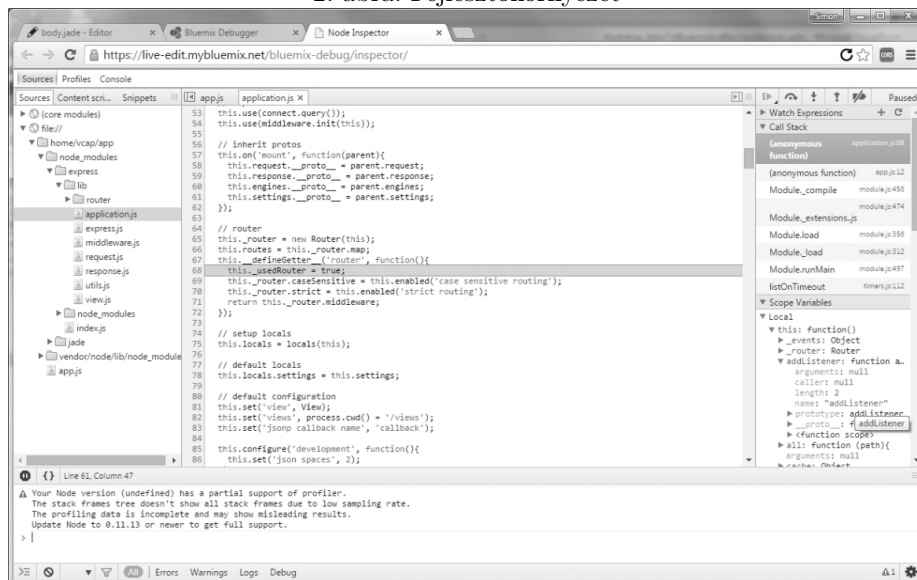 Simon
body.jade - Editor
Bluemix Debugger
Node Inspector
https://live-edit.mybluemix.net/bluemix-debug/inspector/
CORS
Sources Profiles Console
Sources Content scri... Snippets
app.js application.js ×
Paused
(core modules)
file://
home/vcap/app
node_modules
express
lib
router
application.js
express.js
middleware.js
request.js
response.js
utils.js
view.js
node_modules
index.js
jade
vendor/node/lib/node_module
app.js
53 this.use(connect.query());
54 this.use(middleware.init(this));
55
56 // inherit protos
57 this.on('mount', function(parent){
58 this.request.__proto__ = parent.request;
59 this.response.__proto__ = parent.response;
60 this.engines.__proto__ = parent.engines;
61 this.settings.__proto__ = parent.settings;
62 });
63
64 // router
65 this._router = new Router(this);
66 this.routes = this._router.map;
67 this.__defineGetter__('router', function(){
68 this._usedRouter = true;
69 this._router.caseSensitive = this.enabled('case sensitive routing');
70 this._router.strict = this.enabled('strict routing');
71 return this._router.middleware;
72 });
73
74 // setup locals
75 this.locals = locals(this);
76
77 // default locals
78 this.locals.settings = this.settings;
79
80 // default configuration
81 this.set('view', View);
82 this.set('views', process.cwd() + '/views');
83 this.set('jsonp callback name', 'callback');
84
85 this.configure('development', function(){
86 this.set('json spaces', 2);
Watch Expressions
Call Stack
(anonymous function) application.js:68
(anonymous function) app.js:12
Module._compile module.js:456
module.js:474
Module._extensions.js
Module.load module.js:356
Module._load module.js:312
Module.runMain module.js:497
listOnTimeout timers.js:112
Scope Variables
Local
this: function()
_events: Object
_router: Router
addListener: function a...
arguments: null
caller: null
length: 2
name: "addListener"
prototype: addListener
__proto__: f
addListener
<function scope>
all: function (path){
arguments: null
cache: Object
{} Line 61, Column 47
Your Node version (undefined) has a partial support of profiler.
The stack frames tree doesn't show all stack frames due to low sampling rate.
The profiling data is incomplete and may show misleading results.
Update Node to 0.11.13 or newer to get full support.
>
All Errors Warnings Logs Debug
1